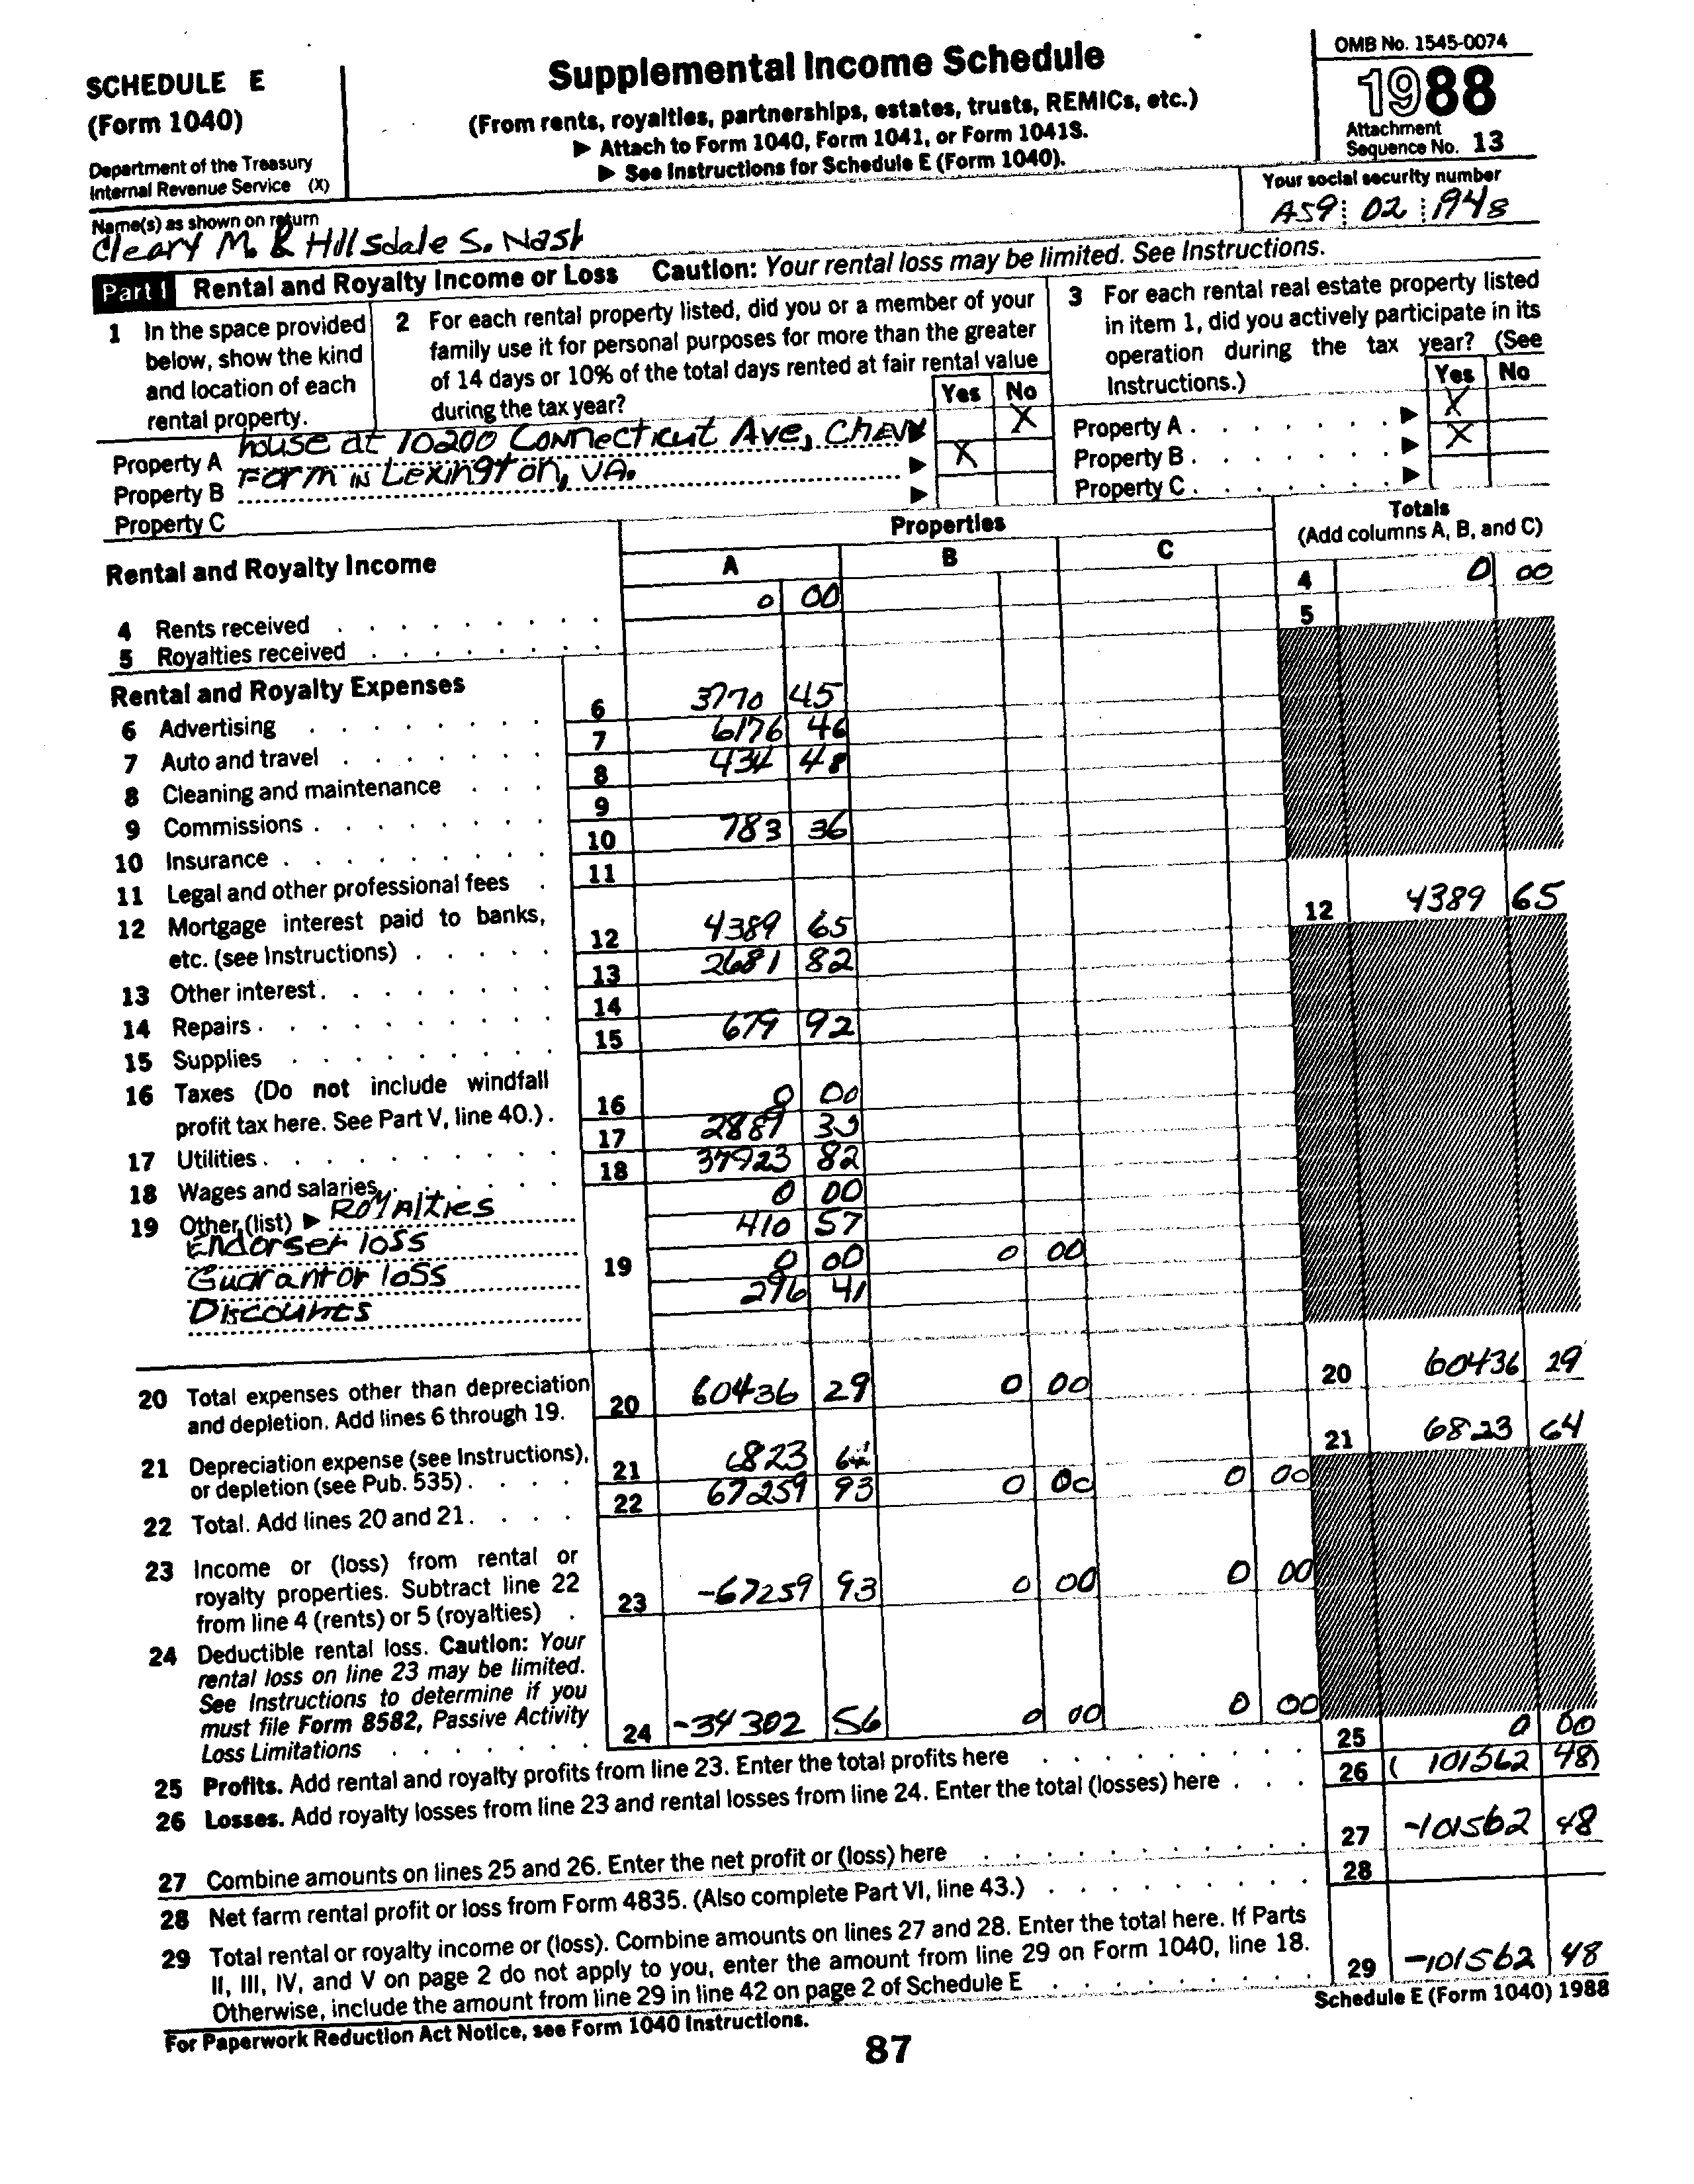 SCHEDULE E
(Form 1040)
Department of the Treasury
Internal Revenue Service (X)
Supplemental Income Schedule
(From rents, royalties, partnerships, estates, trusts, REMICs, etc.)
▶ Attach to Form 1040, Form 1041, or Form 1041S.
▶ See Instructions for Schedule E (Form 1040).
OMB No. 1545-0074
1988
Attachment
Sequence No. 13
Name(s) as shown on return
Cleary M. & Hillsdale S. Nash
Your social security number
A59 02 1948
Part I Rental and Royalty Income or Loss Caution: Your rental loss may be limited. See Instructions.
1 In the space provided
below, show the kind
and location of each
rental property.
2 For each rental property listed, did you or a member of your
family use it for personal purposes for more than the greater
of 14 days or 10% of the total days rented at fair rental value
during the tax year?
Yes No
3 For each rental real estate property listed
in item 1, did you actively participate in its
operation during the tax year? (See
Instructions.)
Yes No
Property A house at 10200 Connecticut Ave, Chevy ▶ X
Property B Farm in Lexington, VA. ▶ X
Property C ▶
Property A . . . . . . . ▶ X
Property B . . . . . . . ▶ X
Property C . . . . . . . ▶
Rental and Royalty Income
Properties
A B C
Totals
(Add columns A, B, and C)
4 Rents received . . . . . . . . . 0 00 4 0 00
5 Royalties received . . . . . . . . 5
Rental and Royalty Expenses
6 Advertising . . . . . . . . 6 3770 45
7 Auto and travel . . . . . . . 7 6176 46
8 Cleaning and maintenance . . . 8 434 48
9 Commissions . . . . . . . . 9
10 Insurance . . . . . . . . . 10 783 36
11 Legal and other professional fees . 11
12 Mortgage interest paid to banks,
etc. (see Instructions) . . . . . 12 4389 65 12 4389 65
13 Other interest. . . . . . . . 13 2681 82
14 Repairs . . . . . . . . . . 14
15 Supplies . . . . . . . . . 15 679 92
16 Taxes (Do not include windfall
profit tax here. See Part V, line 40.) . 16 0 00
17 Utilities . . . . . . . . . . 17 33
18 Wages and salaries . . . . . . 18 37923 82
19 Other (list) ▶ Royalties 0 00
Endorser loss 410 57
Guarantor loss 19 0 00 0 00
Discounts 296 41
20 Total expenses other than depreciation
and depletion. Add lines 6 through 19. 20 60436 29 0 00 20 60436 29
21 Depreciation expense (see Instructions),
or depletion (see Pub. 535) . . . . 21 6823 64 21 6823 64
22 Total. Add lines 20 and 21. . . . . 22 67259 93 0 00 0 00
23 Income or (loss) from rental or
royalty properties. Subtract line 22
from line 4 (rents) or 5 (royalties) . 23 -67259 93 0 00 0 00
24 Deductible rental loss. Caution: Your
rental loss on line 23 may be limited.
See Instructions to determine if you
must file Form 8582, Passive Activity
Loss Limitations . . . . . . . 24 -34302 56 0 00 0 00
25 Profits. Add rental and royalty profits from line 23. Enter the total profits here . . . . . . . . . 25 0 00
26 Losses. Add royalty losses from line 23 and rental losses from line 24. Enter the total (losses) here . . . 26 ( 101562 48)
27 Combine amounts on lines 25 and 26. Enter the net profit or (loss) here . . . . . . . . . . . 27 -101562 48
28 Net farm rental profit or loss from Form 4835. (Also complete Part VI, line 43.) . . . . . . . . . 28
29 Total rental or royalty income or (loss). Combine amounts on lines 27 and 28. Enter the total here. If Parts
II, III, IV, and V on page 2 do not apply to you, enter the amount from line 29 on Form 1040, line 18.
Otherwise, include the amount from line 29 in line 42 on page 2 of Schedule E . . . . . . . . . 29 -101562 48
For Paperwork Reduction Act Notice, see Form 1040 Instructions.
Schedule E (Form 1040) 1988
87